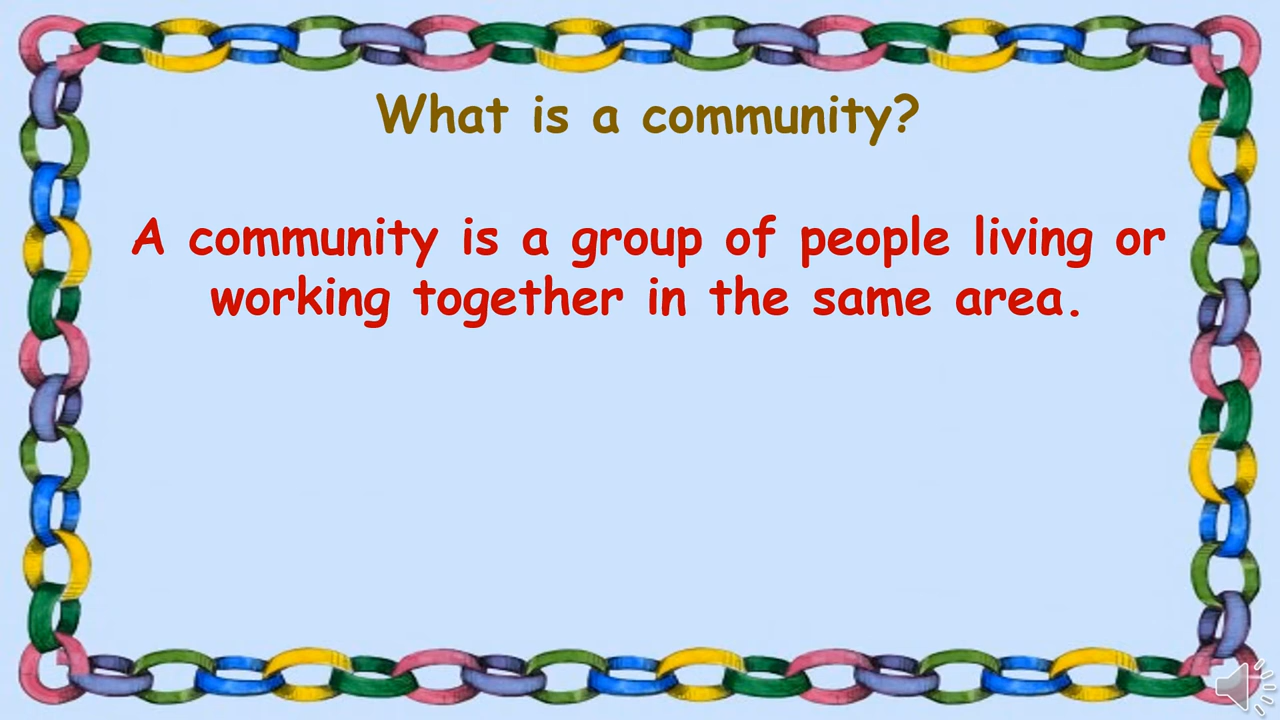 What is a community?
A community is a group of people living or
working together in the same area.